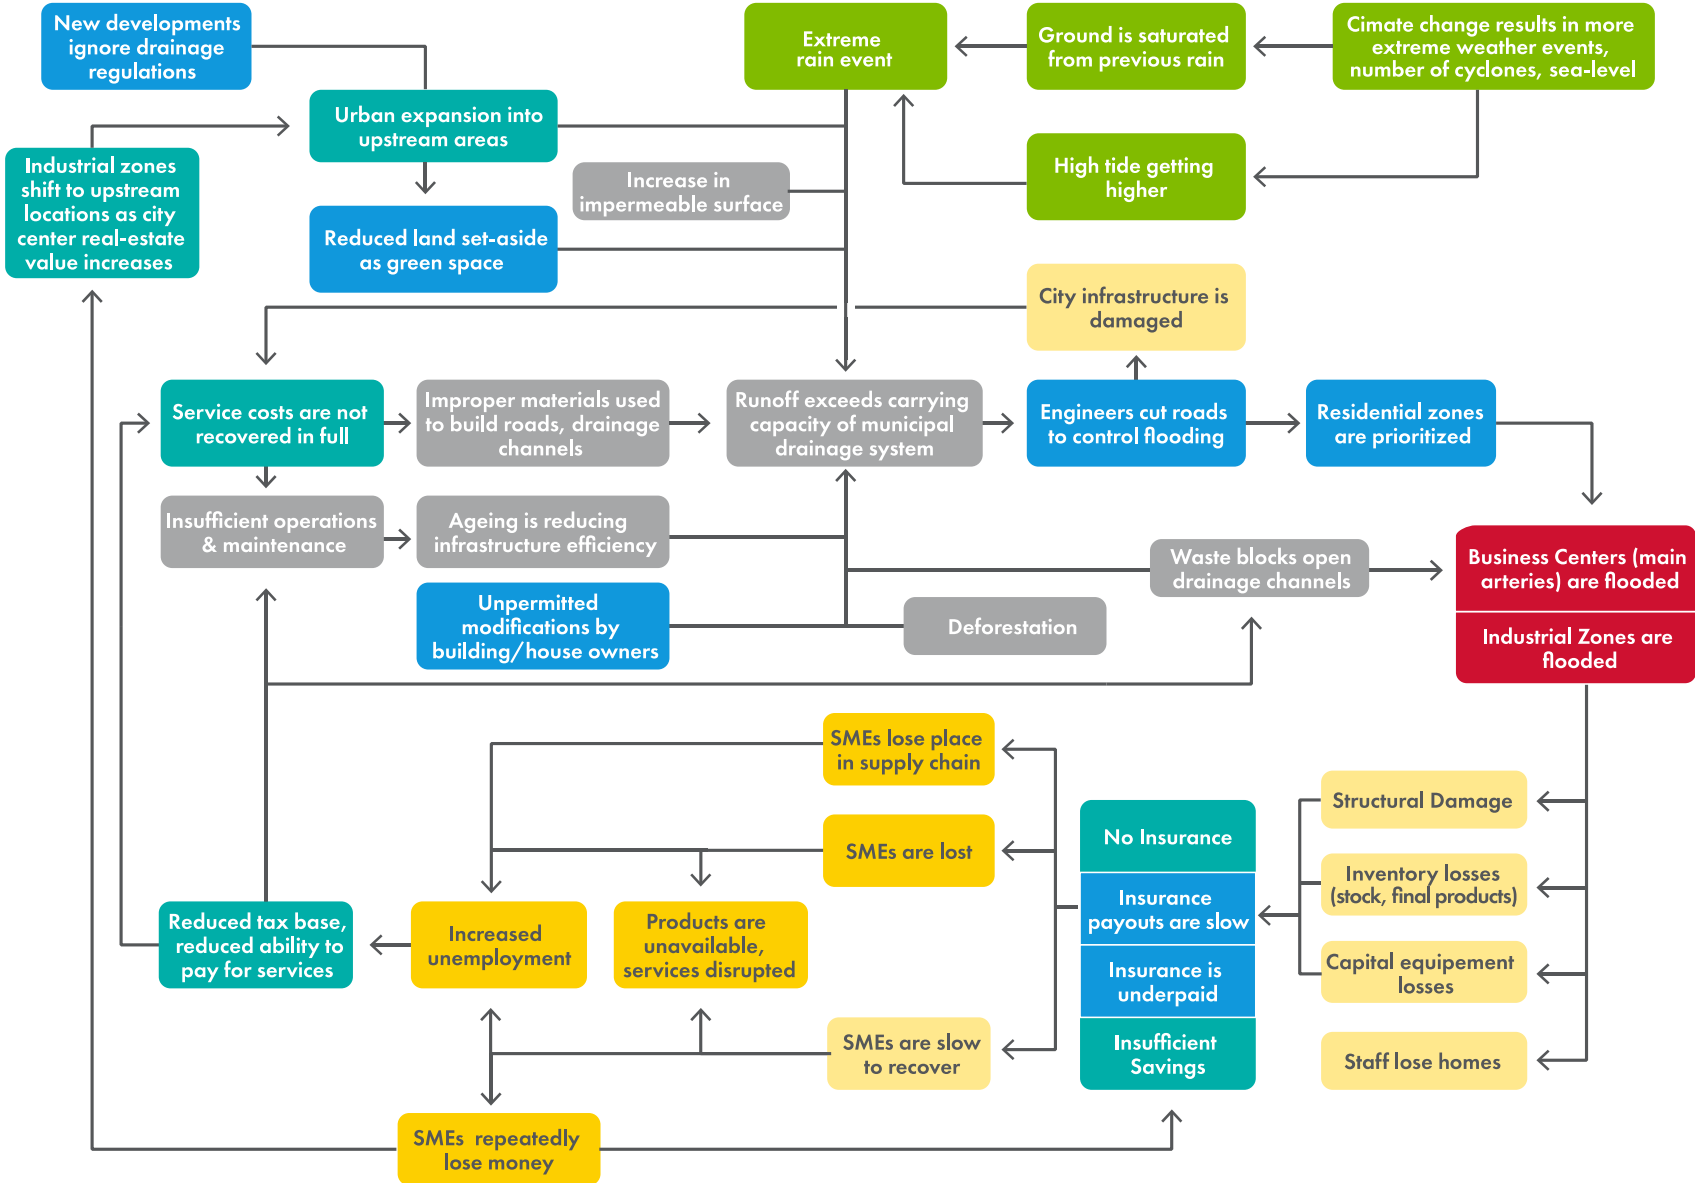 New developments
ignore drainage
regulations
Extreme
rain event
Ground is saturated
from previous rain
Cimate change results in more
extreme weather events,
number of cyclones, sea-level
Urban expansion into
upstream areas
Industrial zones
shift to upstream
locations as city
center real-estate
value increases
High tide getting
higher
Increase in
impermeable surface
Reduced land set-aside
as green space
City infrastructure is
damaged
Service costs are not
recovered in full
Improper materials used
to build roads, drainage
channels
Runoff exceeds carrying
capacity of municipal
drainage system
Engineers cut roads
to control flooding
Residential zones
are prioritized
Insufficient operations
& maintenance
Ageing is reducing
infrastructure efficiency
Waste blocks open
drainage channels
Business Centers (main
arteries) are flooded
Unpermitted
modifications by
building/house owners
Deforestation
Industrial Zones are
flooded
SMEs lose place
in supply chain
Structural Damage
No Insurance
SMEs are lost
Inventory losses
(stock, final products)
Insurance
payouts are slow
Reduced tax base,
reduced ability to
pay for services
Increased
unemployment
Products are
unavailable,
services disrupted
Insurance is
underpaid
Capital equipement
losses
SMEs are slow
to recover
Insufficient
Savings
Staff lose homes
SMEs repeatedly
lose money